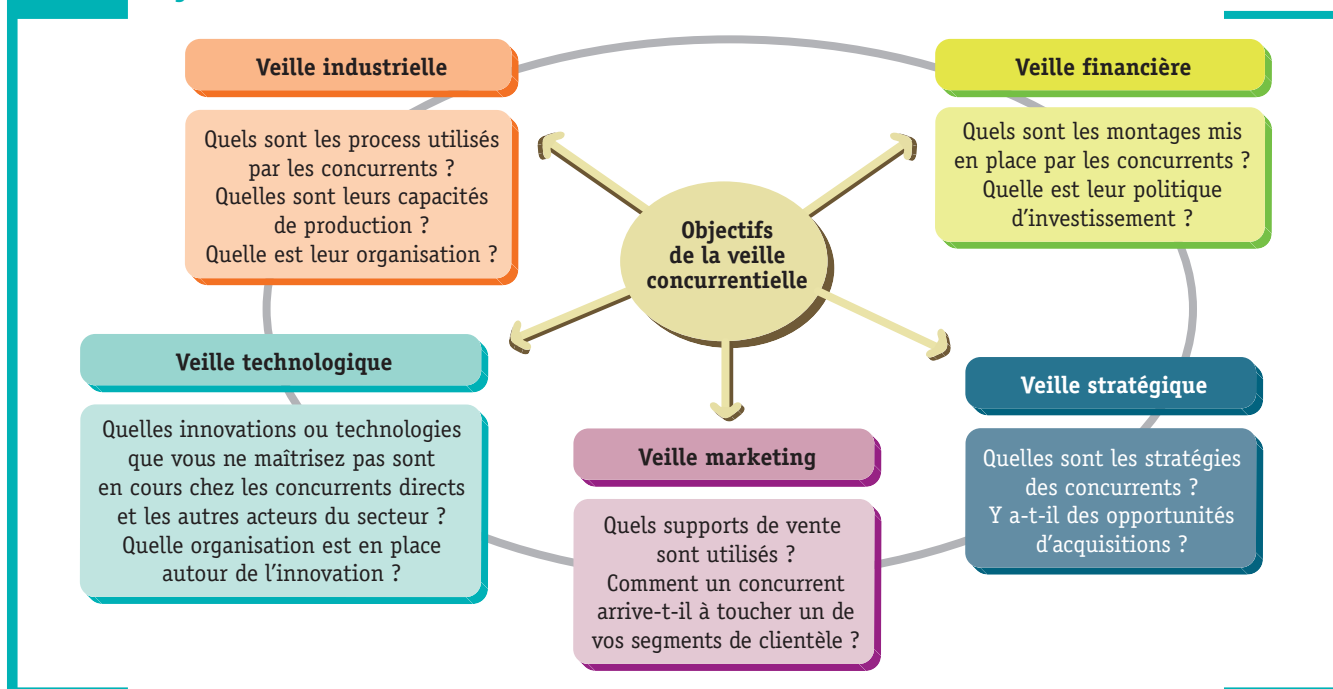 Veille industrielle
Quels sont les process utilisés
par les concurrents ?
Quelles sont leurs capacités
de production ?
Quelle est leur organisation ?
Veille financière
Quels sont les montages mis
en place par les concurrents ?
Quelle est leur politique
d'investissement ?
Objectifs
de la veille
concurrentielle
Veille technologique
Quelles innovations ou technologies
que vous ne maîtrisez pas sont
en cours chez les concurrents directs
et les autres acteurs du secteur ?
Quelle organisation est en place
autour de l'innovation ?
Veille marketing
Quels supports de vente
sont utilisés ?
Comment un concurrent
arrive-t-il à toucher un de
vos segments de clientèle ?
Veille stratégique
Quelles sont les stratégies
des concurrents ?
Y a-t-il des opportunités
d'acquisitions ?